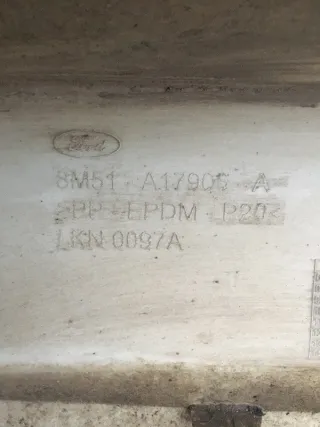 Ford
8M51 - A17906 - A
>PP + EPDM - P20<
LKN 0097A